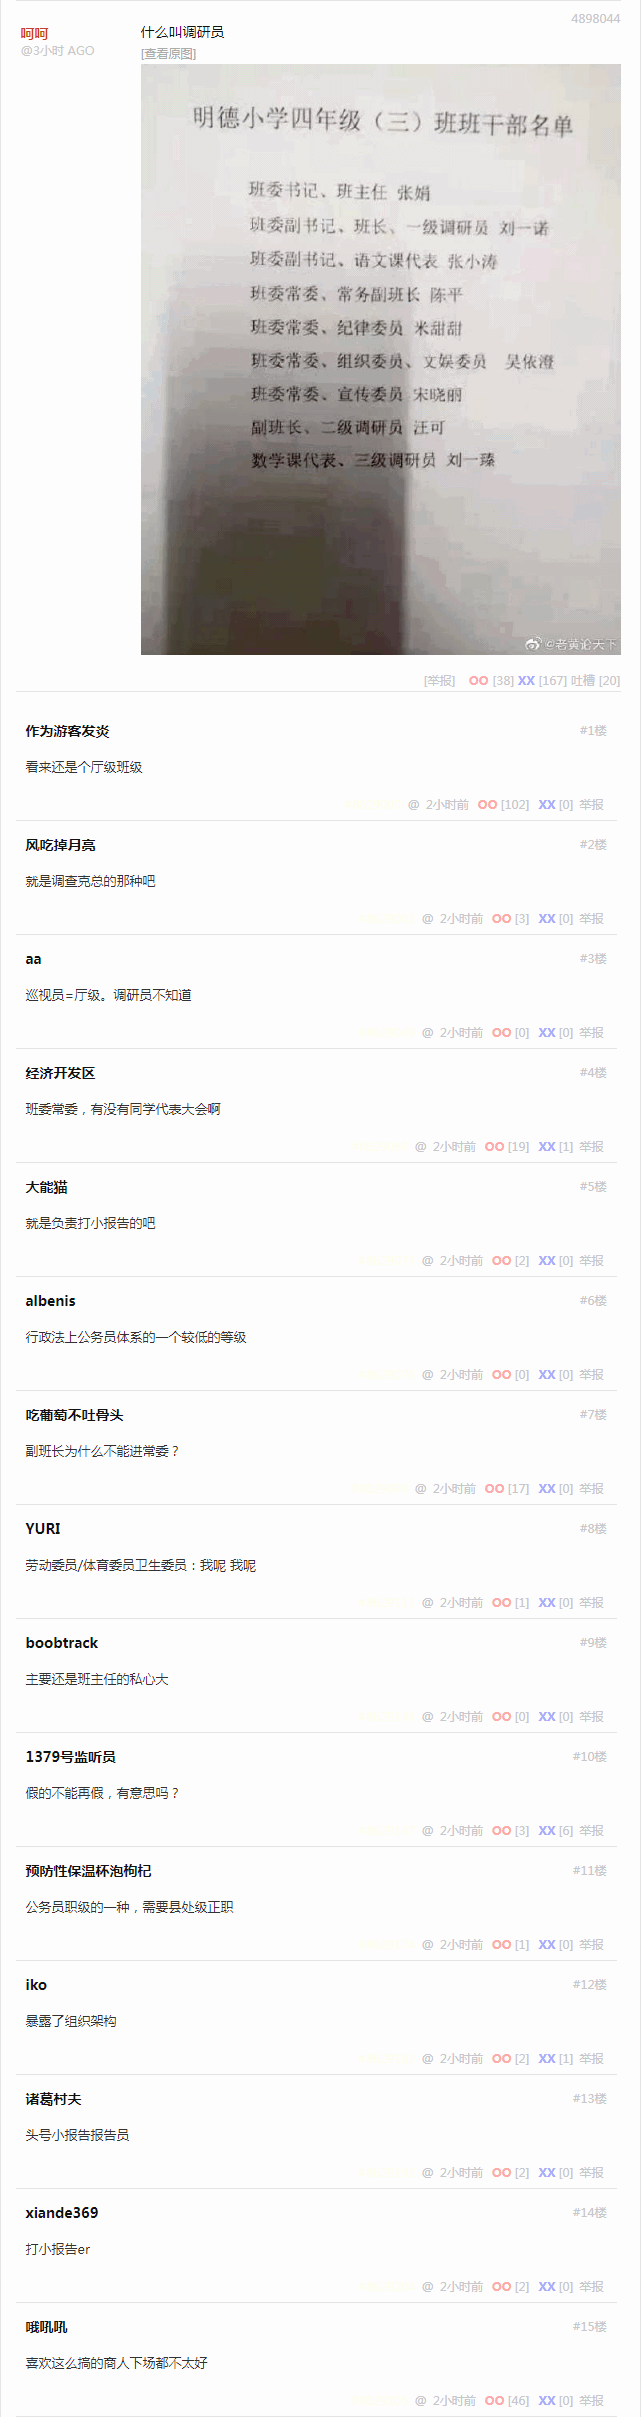 4898044
呵呵
@3小时 AGO
什么叫调研员
[查看原图]
明德小学四年级（三）班班干部名单
班委书记、班主任 张娟
班委副书记、班长、一级调研员 刘一诺
班委副书记、语文课代表 张小涛
班委常委、常务副班长 陈平
班委常委、纪律委员 米甜甜
班委常委、组织委员、文娱委员 吴依澄
班委常委、宣传委员 宋晓丽
副班长、二级调研员 汪可
数学课代表、三级调研员 刘一臻
@老黄论天下
[举报] OO [38] XX [167] 吐槽 [20]
作为游客发炎 #1楼
看来还是个厅级班级
@ 2小时前 OO [102] XX [0] 举报
风吃掉月亮 #2楼
就是调查克总的那种吧
@ 2小时前 OO [3] XX [0] 举报
aa #3楼
巡视员=厅级。调研员不知道
@ 2小时前 OO [0] XX [0] 举报
经济开发区 #4楼
班委常委，有没有同学代表大会啊
@ 2小时前 OO [19] XX [1] 举报
大能猫 #5楼
就是负责打小报告的吧
@ 2小时前 OO [2] XX [0] 举报
albenis #6楼
行政法上公务员体系的一个较低的等级
@ 2小时前 OO [0] XX [0] 举报
吃葡萄不吐骨头 #7楼
副班长为什么不能进常委？
@ 2小时前 OO [17] XX [0] 举报
YURI #8楼
劳动委员/体育委员卫生委员：我呢 我呢
@ 2小时前 OO [1] XX [0] 举报
boobtrack #9楼
主要还是班主任的私心大
@ 2小时前 OO [0] XX [0] 举报
1379号监听员 #10楼
假的不能再假，有意思吗？
@ 2小时前 OO [3] XX [6] 举报
预防性保温杯泡枸杞 #11楼
公务员职级的一种，需要县处级正职
@ 2小时前 OO [1] XX [0] 举报
iko #12楼
暴露了组织架构
@ 2小时前 OO [2] XX [1] 举报
诸葛村夫 #13楼
头号小报告报告员
@ 2小时前 OO [2] XX [0] 举报
xiande369 #14楼
打小报告er
@ 2小时前 OO [2] XX [0] 举报
哦吼吼 #15楼
喜欢这么搞的商人下场都不太好
@ 2小时前 OO [46] XX [0] 举报